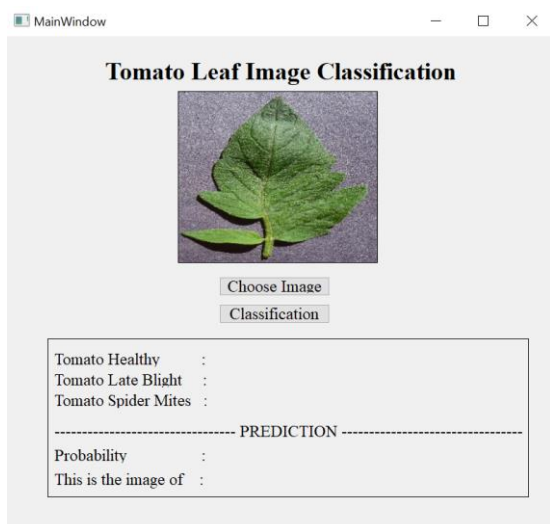 MainWindow
Tomato Leaf Image Classification
Choose Image
Classification
Tomato Healthy :
Tomato Late Blight :
Tomato Spider Mites :
--------------------------------- PREDICTION ---------------------------------
Probability :
This is the image of :